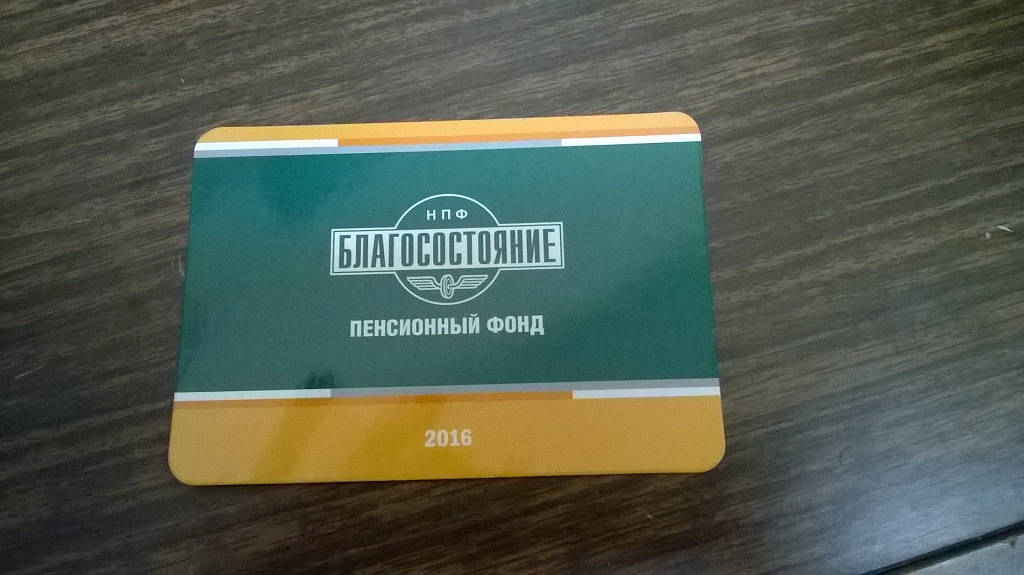 НПФ
БЛАГОСОСТОЯНИЕ
ПЕНСИОННЫЙ ФОНД
2016